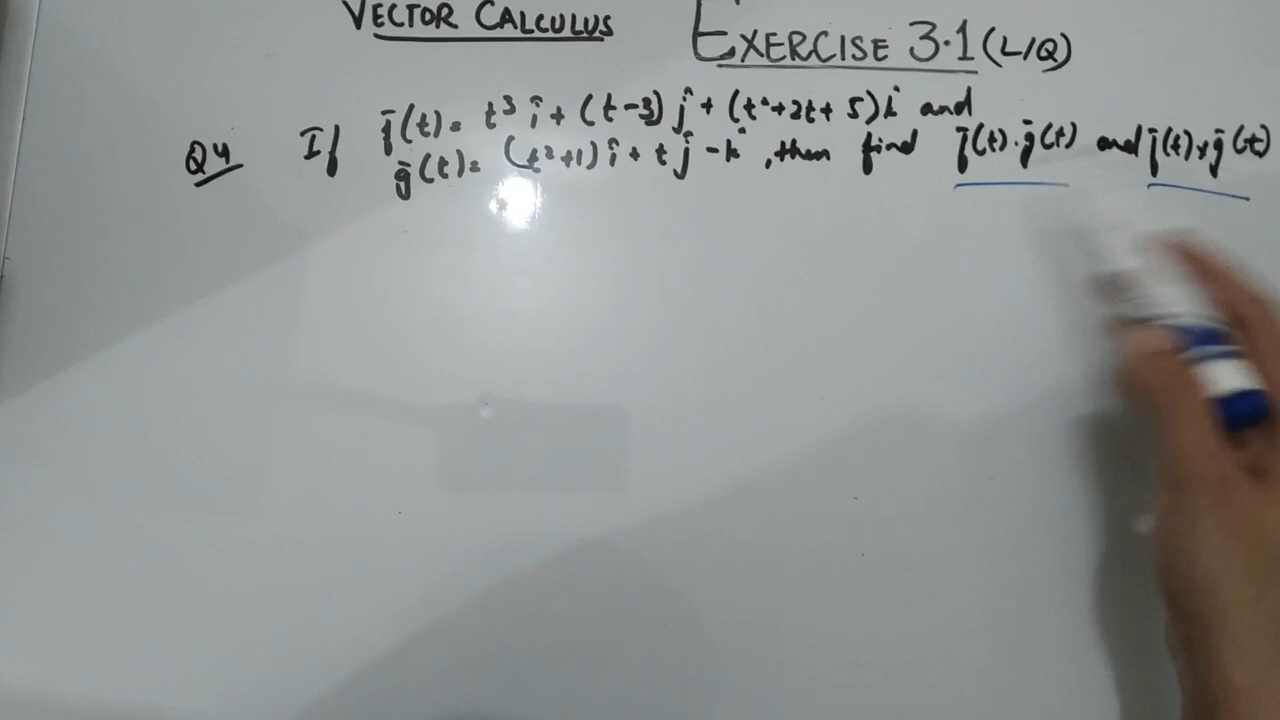 VECTOR CALCULUS EXERCISE 3.1 (L/Q)
Q4 If f̄(t) = t³ î + (t-3) ĵ + (t²+2t+5) k̂ and
ḡ(t) = (t²+1) î + t ĵ - k̂, then find f̄(t).ḡ(t) and f̄(t)×ḡ(t)